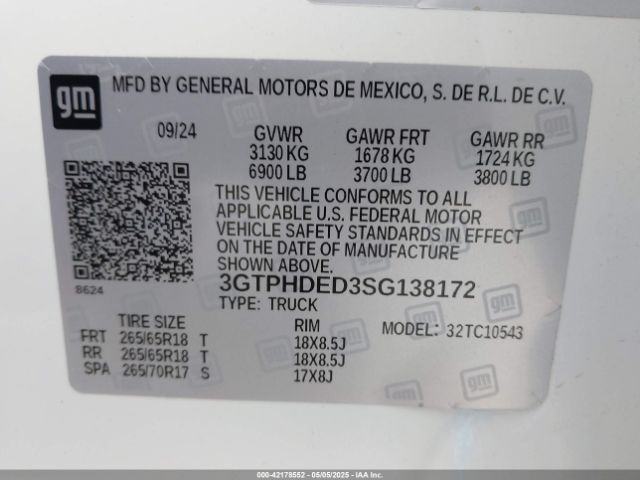 gm
MFD BY GENERAL MOTORS DE MEXICO, S. DE R.L. DE C.V.
09/24 GVWR GAWR FRT GAWR RR
3130 KG 1678 KG 1724 KG
6900 LB 3700 LB 3800 LB
THIS VEHICLE CONFORMS TO ALL
APPLICABLE U.S. FEDERAL MOTOR
VEHICLE SAFETY STANDARDS IN EFFECT
ON THE DATE OF MANUFACTURE
SHOWN ABOVE.
8624
3GTPHDED3SG138172
TYPE: TRUCK
TIRE SIZE RIM MODEL: 32TC10543
FRT 265/65R18 T 18X8.5J
RR 265/65R18 T 18X8.5J
SPA 265/70R17 S 17X8J
000-42178552 - 05/05/2025 - Copyright IAA, LLC.